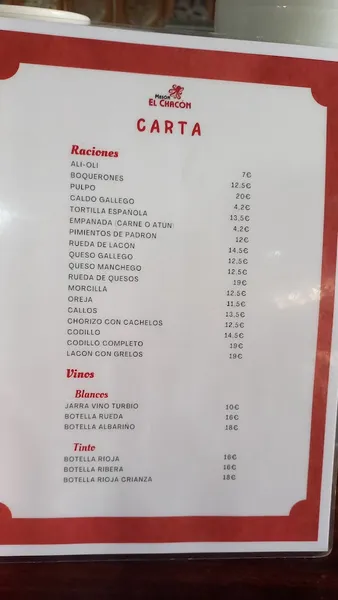 MESÓN
EL CHACÓN
CARTA
Raciones
ALI-OLI 7€
BOQUERONES 12.5€
PULPO 20€
CALDO GALLEGO 4,2€
TORTILLA ESPAÑOLA 13,5€
EMPANADA (CARNE O ATUN) 4,2€
PIMIENTOS DE PADRON 12€
RUEDA DE LACÓN 14,5€
QUESO GALLEGO 12,5€
QUESO MANCHEGO 12,5€
RUEDA DE QUESOS 19€
MORCILLA 12,5€
OREJA 11,5€
CALLOS 13,5€
CHORIZO CON CACHELOS 12,5€
CODILLO 14,5€
CODILLO COMPLETO 19€
LACON CON GRELOS 19€
Vinos
Blancos
JARRA VINO TURBIO 10€
BOTELLA RUEDA 16€
BOTELLA ALBARIÑO 18€
Tinto
BOTELLA RIOJA 16€
BOTELLA RIBERA 16€
BOTELLA RIOJA CRIANZA 18€